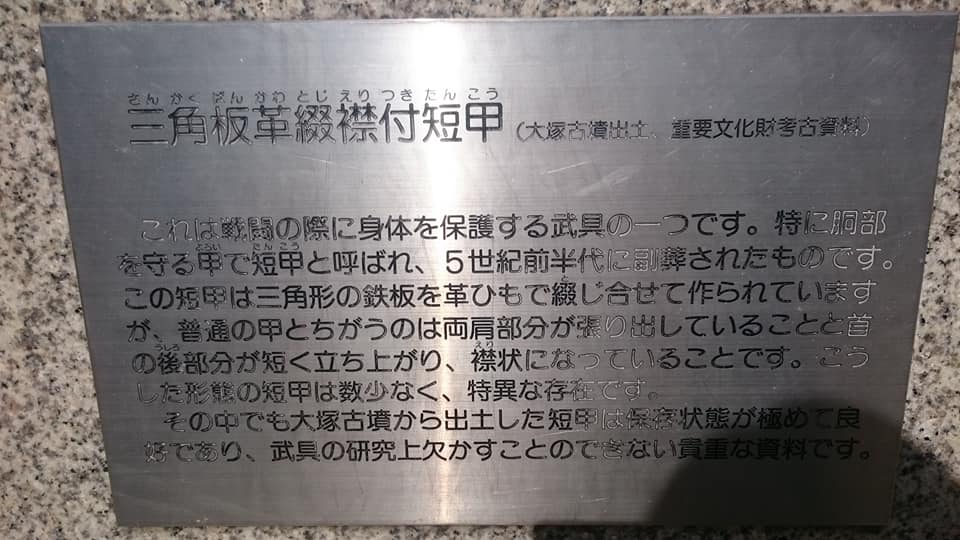 さんかくばんかわとじえりつきたんこう
三角板革綴襟付短甲（大塚古墳出土、重要文化財考古資料）
これは戦闘の際に身体を保護する武具の一つです。特に胴部
よろい たんこう
を守る甲で短甲と呼ばれ、5世紀前半代に副葬されたものです。
この短甲は三角形の鉄板を革ひもで綴じ合せて作られています
が、普通の甲とちがうのは両肩部分が張り出していることと首
うしろ えり
の後部分が短く立ち上がり、襟状になっていることです。こう
した形態の短甲は数少なく、特異な存在です。
その中でも大塚古墳から出土した短甲は保存状態が極めて良
好であり、武具の研究上欠かすことのできない貴重な資料です。